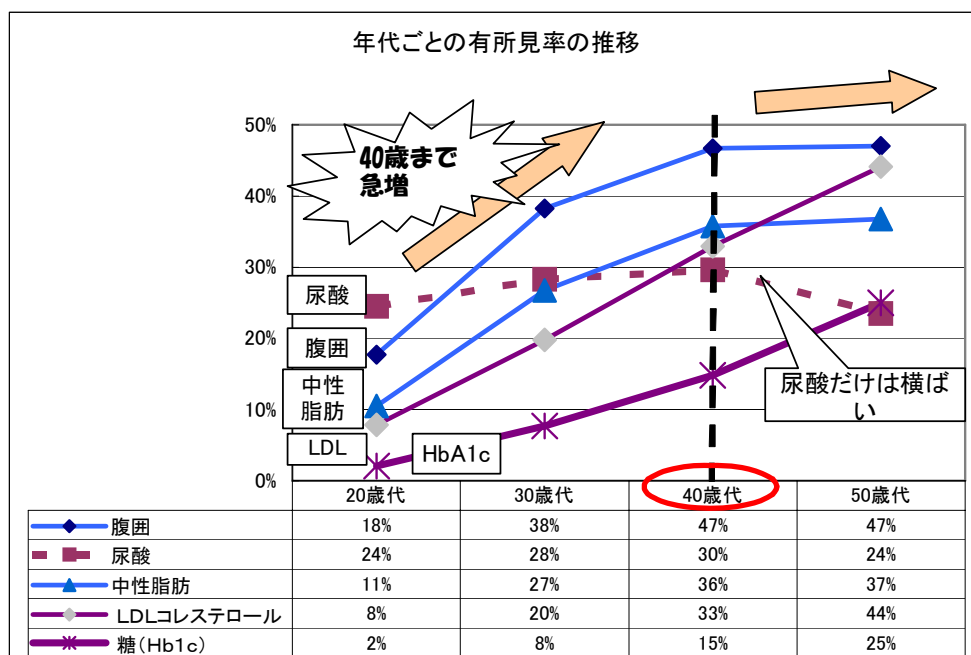 年代ごとの有所見率の推移
40歳まで
急増
50%
40%
30%
20%
10%
0%
尿酸
腹囲
中性
脂肪
LDL
HbA1c
尿酸だけは横ば
い
20歳代 30歳代 40歳代 50歳代
腹囲 18% 38% 47% 47%
尿酸 24% 28% 30% 24%
中性脂肪 11% 27% 36% 37%
LDLコレステロール 8% 20% 33% 44%
糖(Hb1c) 2% 8% 15% 25%